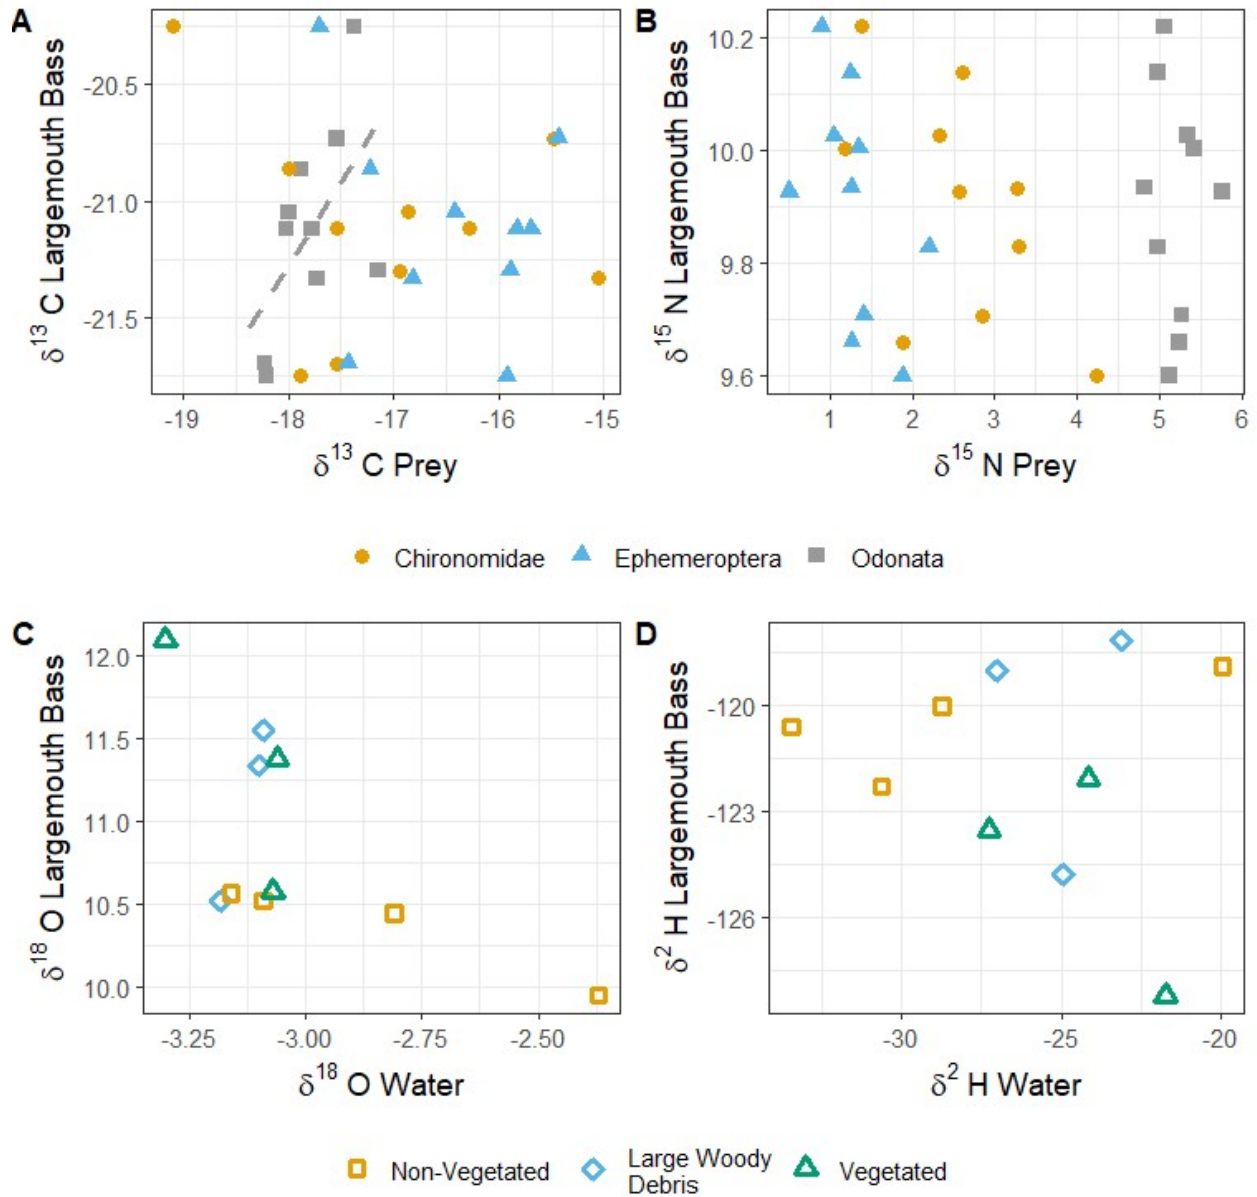 A
δ13 C Largemouth Bass
-20.5
-21.0
-21.5
-19
-18
-17
-16
-15
δ13 C Prey
B
δ15 N Largemouth Bass
10.2
10.0
9.8
9.6
1
2
3
4
5
6
δ15 N Prey
Chironomidae
Ephemeroptera
Odonata
C
δ18 O Largemouth Bass
12.0
11.5
11.0
10.5
10.0
-3.25
-3.00
-2.75
-2.50
δ18 O Water
D
δ2 H Largemouth Bass
-120
-123
-126
-30
-25
-20
δ2 H Water
Non-Vegetated
Large Woody
Debris
Vegetated